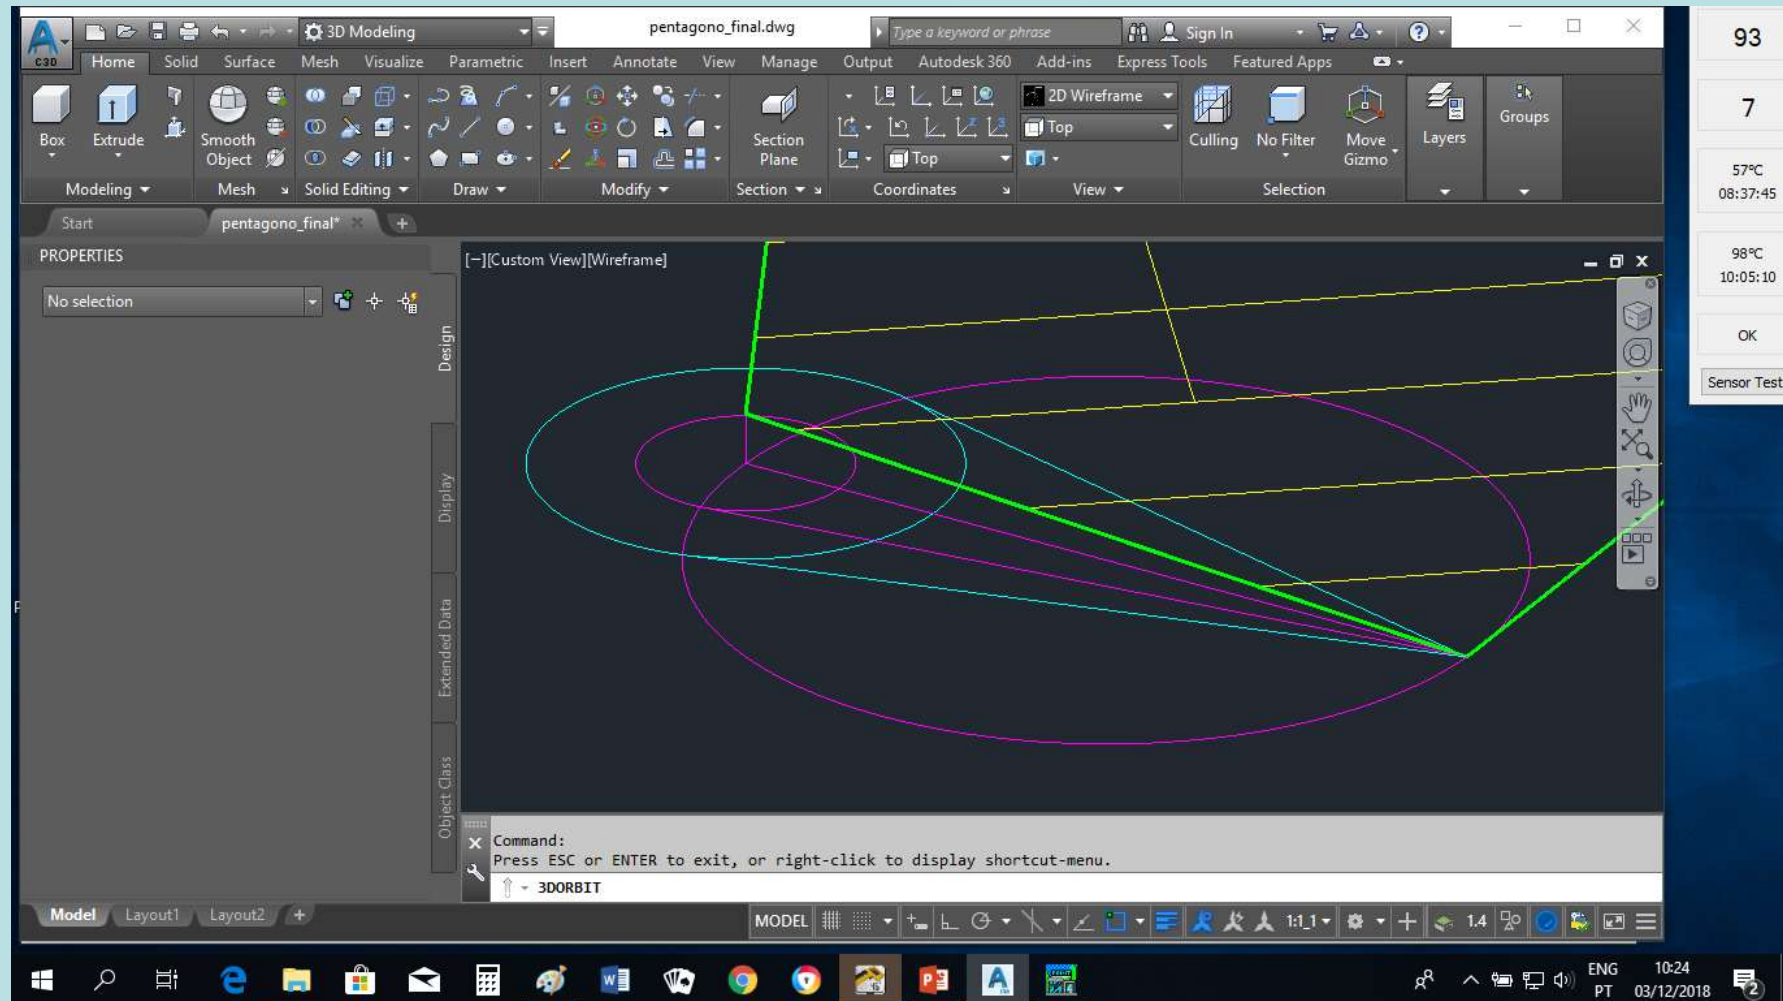 3D Modeling
pentagono_final.dwg
Type a keyword or phrase
Sign In
C3D
Home
Solid
Surface
Mesh
Visualize
Parametric
Insert
Annotate
View
Manage
Output
Autodesk 360
Add-ins
Express Tools
Featured Apps
Box
Extrude
Smooth
Object
Section
Plane
2D Wireframe
Top
Top
Culling
No Filter
Move
Gizmo
Layers
Groups
Modeling
Mesh
Solid Editing
Draw
Modify
Section
Coordinates
View
Selection
Start
pentagono_final*
PROPERTIES
No selection
Design
Display
Extended Data
Object Class
[−][Custom View][Wireframe]
Command:
Press ESC or ENTER to exit, or right-click to display shortcut-menu.
3DORBIT
Model
Layout1
Layout2
MODEL
1:1_1
1.4
93
7
57°C
08:37:45
98°C
10:05:10
OK
Sensor Test
ENG
PT
10:24
03/12/2018
2